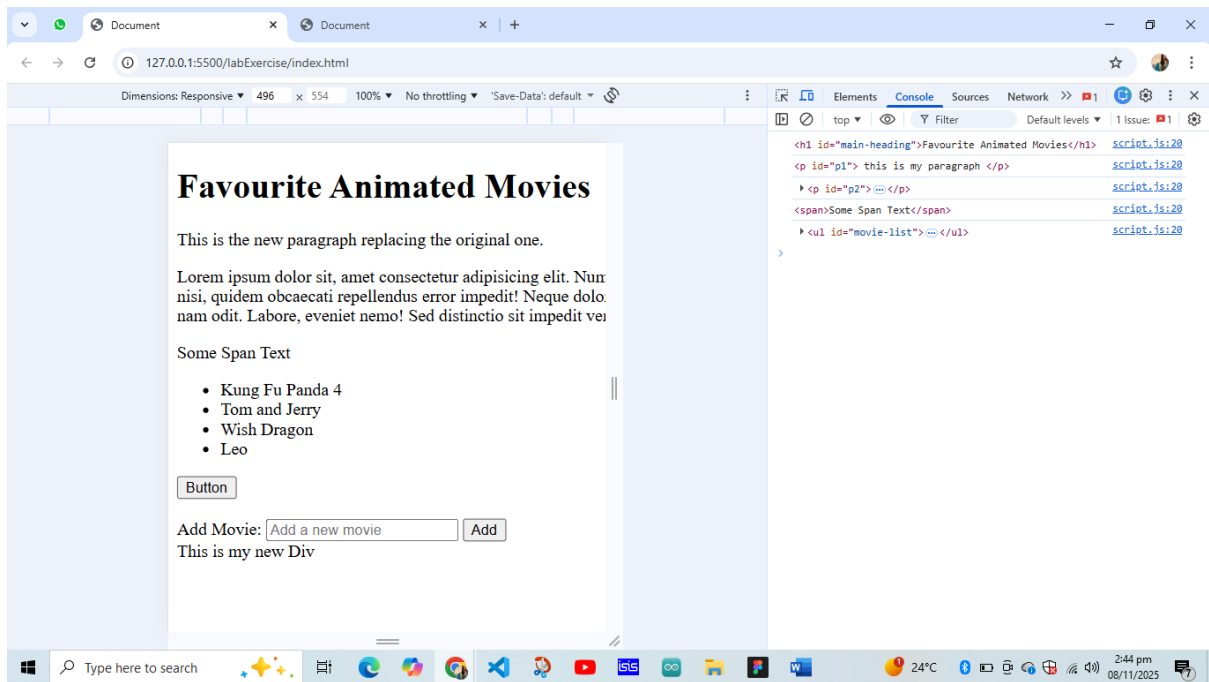 Document
Document
127.0.0.1:5500/labExercise/index.html
Dimensions: Responsive 496 x 554 100% No throttling 'Save-Data': default
Elements Console Sources Network 1
top Filter Default levels 1 Issue: 1
Favourite Animated Movies
This is the new paragraph replacing the original one.
Lorem ipsum dolor sit, amet consectetur adipisicing elit. Num
nisi, quidem obcaecati repellendus error impedit! Neque dolo
nam odit. Labore, eveniet nemo! Sed distinctio sit impedit ve
Some Span Text
• Kung Fu Panda 4
• Tom and Jerry
• Wish Dragon
• Leo
Button
Add Movie: Add a new movie Add
This is my new Div
<h1 id="main-heading">Favourite Animated Movies</h1> script.js:20
<p id="p1"> this is my paragraph </p> script.js:20
<p id="p2">…</p> script.js:20
<span>Some Span Text</span> script.js:20
<ul id="movie-list">…</ul> script.js:20
Type here to search
SiS
24°C
2:44 pm
08/11/2025
7